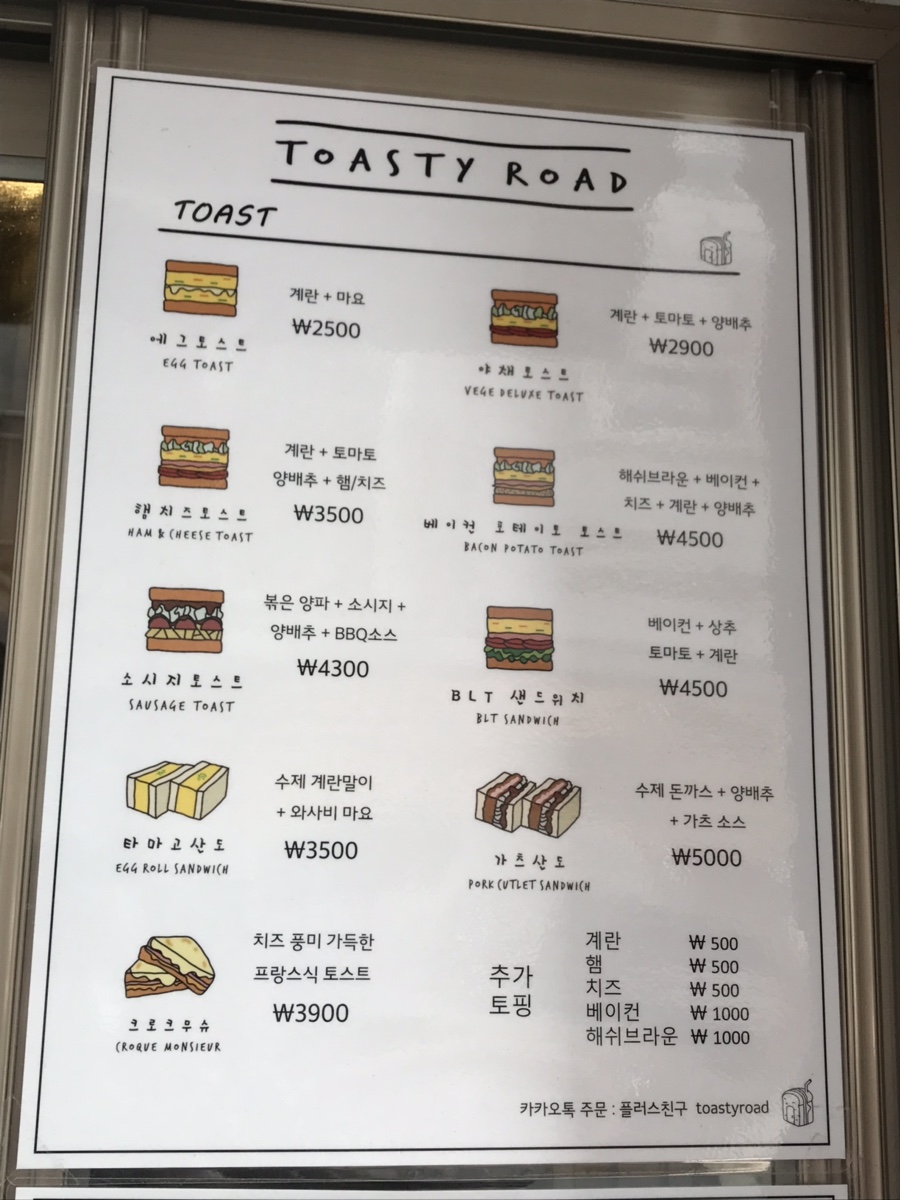 TOASTY ROAD
TOAST
계란 + 마요
₩2500
에그토스트
EGG TOAST
계란 + 토마토 + 양배추
₩2900
야채토스트
VEGE DELUXE TOAST
계란 + 토마토
양배추 + 햄/치즈
₩3500
햄치즈토스트
HAM & CHEESE TOAST
해쉬브라운 + 베이컨 +
치즈 + 계란 + 양배추
₩4500
베이컨 포테이토 토스트
BACON POTATO TOAST
볶은 양파 + 소시지 +
양배추 + BBQ소스
₩4300
소시지토스트
SAUSAGE TOAST
베이컨 + 상추
토마토 + 계란
₩4500
BLT 샌드위치
BLT SANDWICH
수제 계란말이
+ 와사비 마요
₩3500
타마고산도
EGG ROLL SANDWICH
수제 돈까스 + 양배추
+ 가츠 소스
₩5000
가츠산도
PORK CUTLET SANDWICH
치즈 풍미 가득한
프랑스식 토스트
₩3900
크로크무슈
CROQUE MONSIEUR
추가
토핑
계란 ₩ 500
햄 ₩ 500
치즈 ₩ 500
베이컨 ₩ 1000
해쉬브라운 ₩ 1000
카카오톡 주문 : 플러스친구 toastyroad